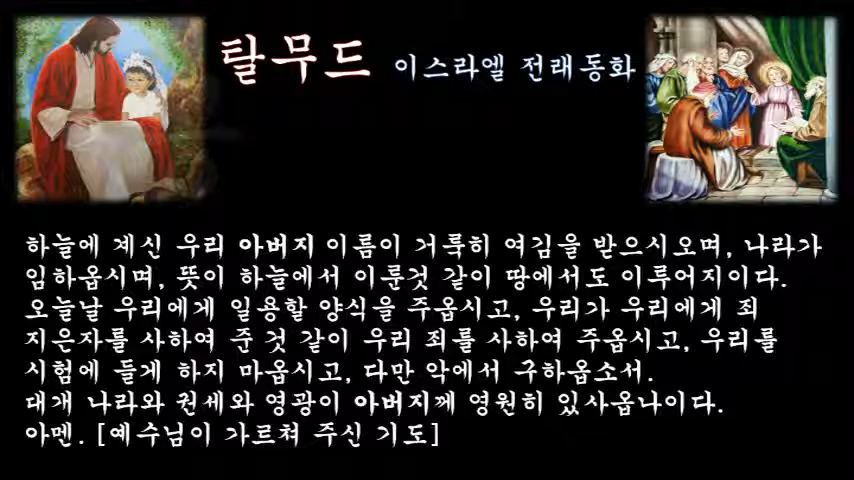 탈무드 이스라엘 전래동화
하늘에 계신 우리 아버지 이름이 거룩히 여김을 받으시오며, 나라가
임하옵시며, 뜻이 하늘에서 이룬것 같이 땅에서도 이루어지이다.
오늘날 우리에게 일용할 양식을 주옵시고, 우리가 우리에게 죄
지은자를 사하여 준 것 같이 우리 죄를 사하여 주옵시고, 우리를
시험에 들게 하지 마옵시고, 다만 악에서 구하옵소서.
대개 나라와 원세와 영광이 아버지께 영원히 있사옵나이다.
아멘. [예수님이 가르쳐 주신 기도]